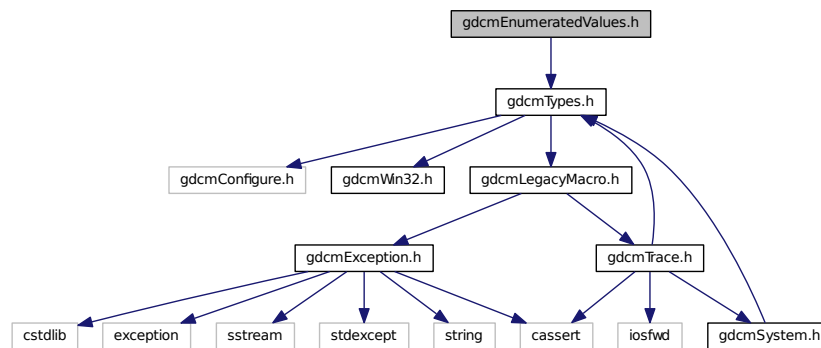 gdcmEnumeratedValues.h
gdcmTypes.h
gdcmConfigure.h
gdcmWin32.h
gdcmLegacyMacro.h
gdcmException.h
gdcmTrace.h
cstdlib
exception
sstream
stdexcept
string
cassert
iosfwd
gdcmSystem.h